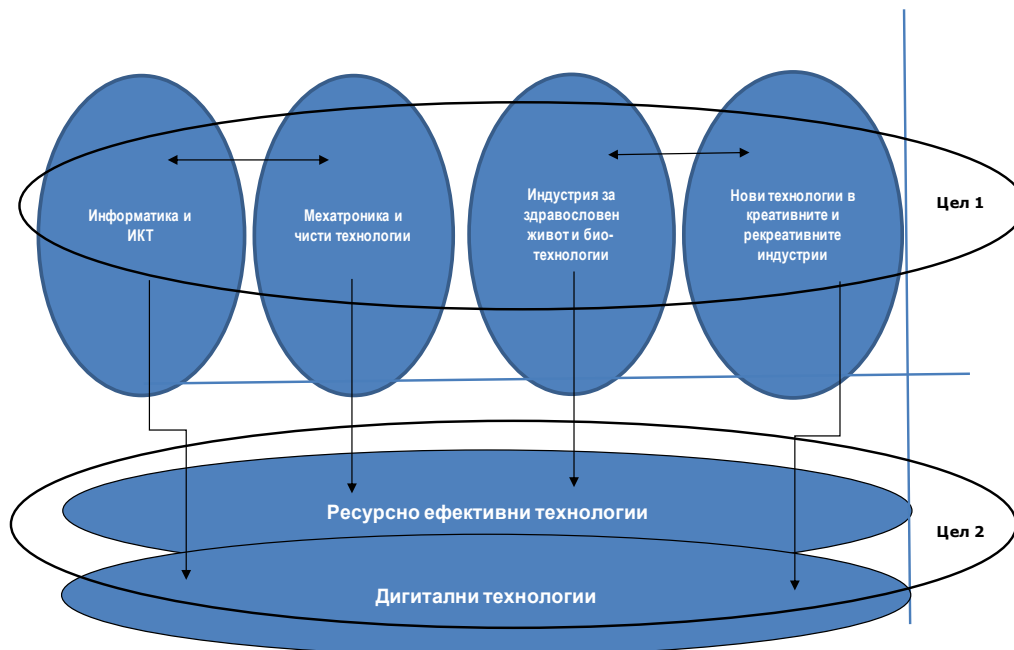 Информатика и
ИКТ
Мехатроника и
чисти технологии
Индустрия за
здравословен
живот и био-
технологии
Нови технологии в
креативните и
рекреативните
индустрии
Цел 1
Ресурсно ефективни технологии
Цел 2
Дигитални технологии